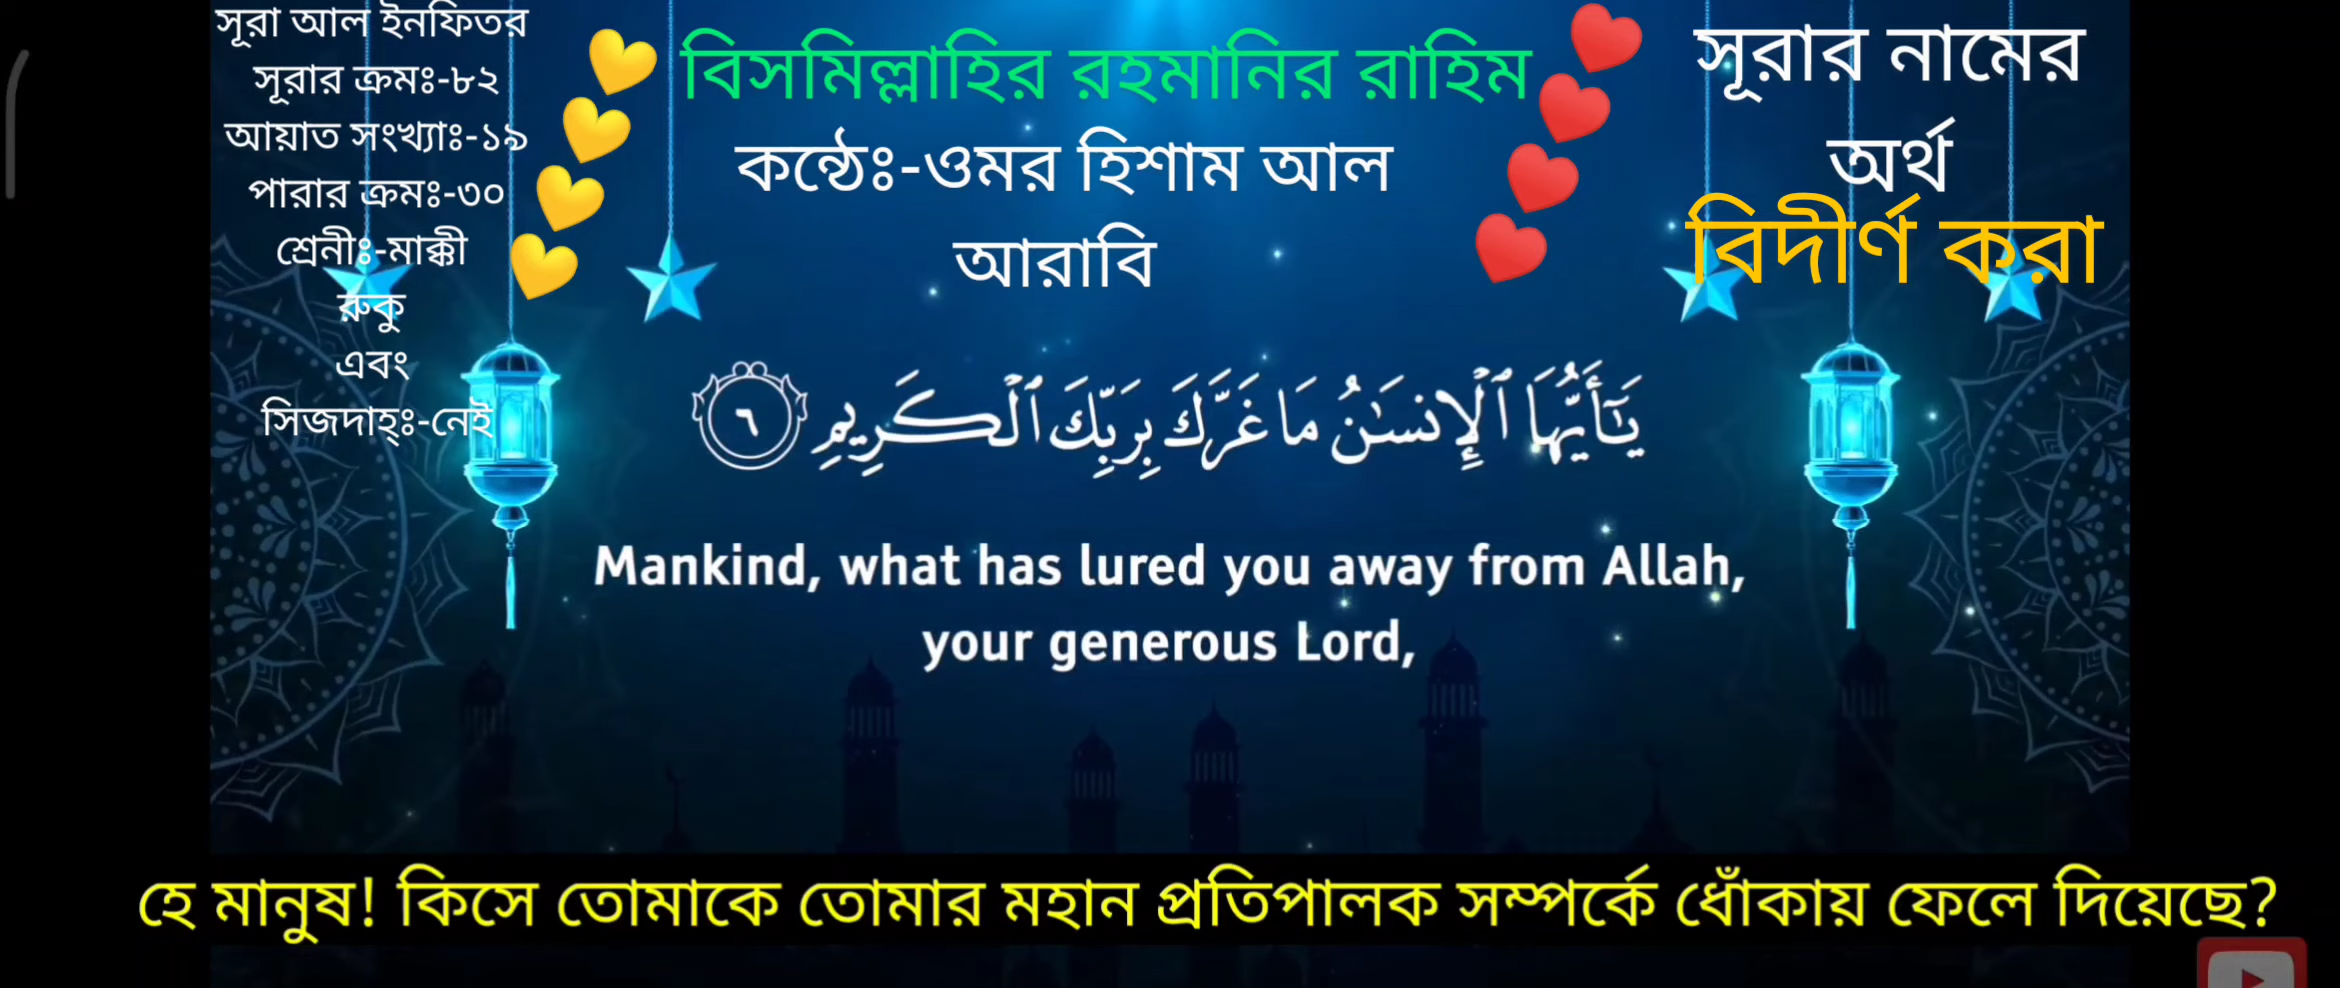 সূরা আল ইনফিতর
সূরার ক্রমঃ-৮২
আয়াত সংখ্যাঃ-১৯
পারার ক্রমঃ-৩০
শ্রেনীঃ-মাক্কী
রুকু
এবং
সিজদাহ্ঃ-নেই
বিসমিল্লাহির রহমানির রাহিম
কন্ঠেঃ-ওমর হিশাম আল
আরাবি
সূরার নামের
অর্থ
বিদীর্ণ করা
يَٰٓأَيُّهَا ٱلْإِنسَٰنُ مَا غَرَّكَ بِرَبِّكَ ٱلْكَرِيمِ ٦
Mankind, what has lured you away from Allah,
your generous Lord,
হে মানুষ! কিসে তোমাকে তোমার মহান প্রতিপালক সম্পর্কে ধোঁকায় ফেলে দিয়েছে?